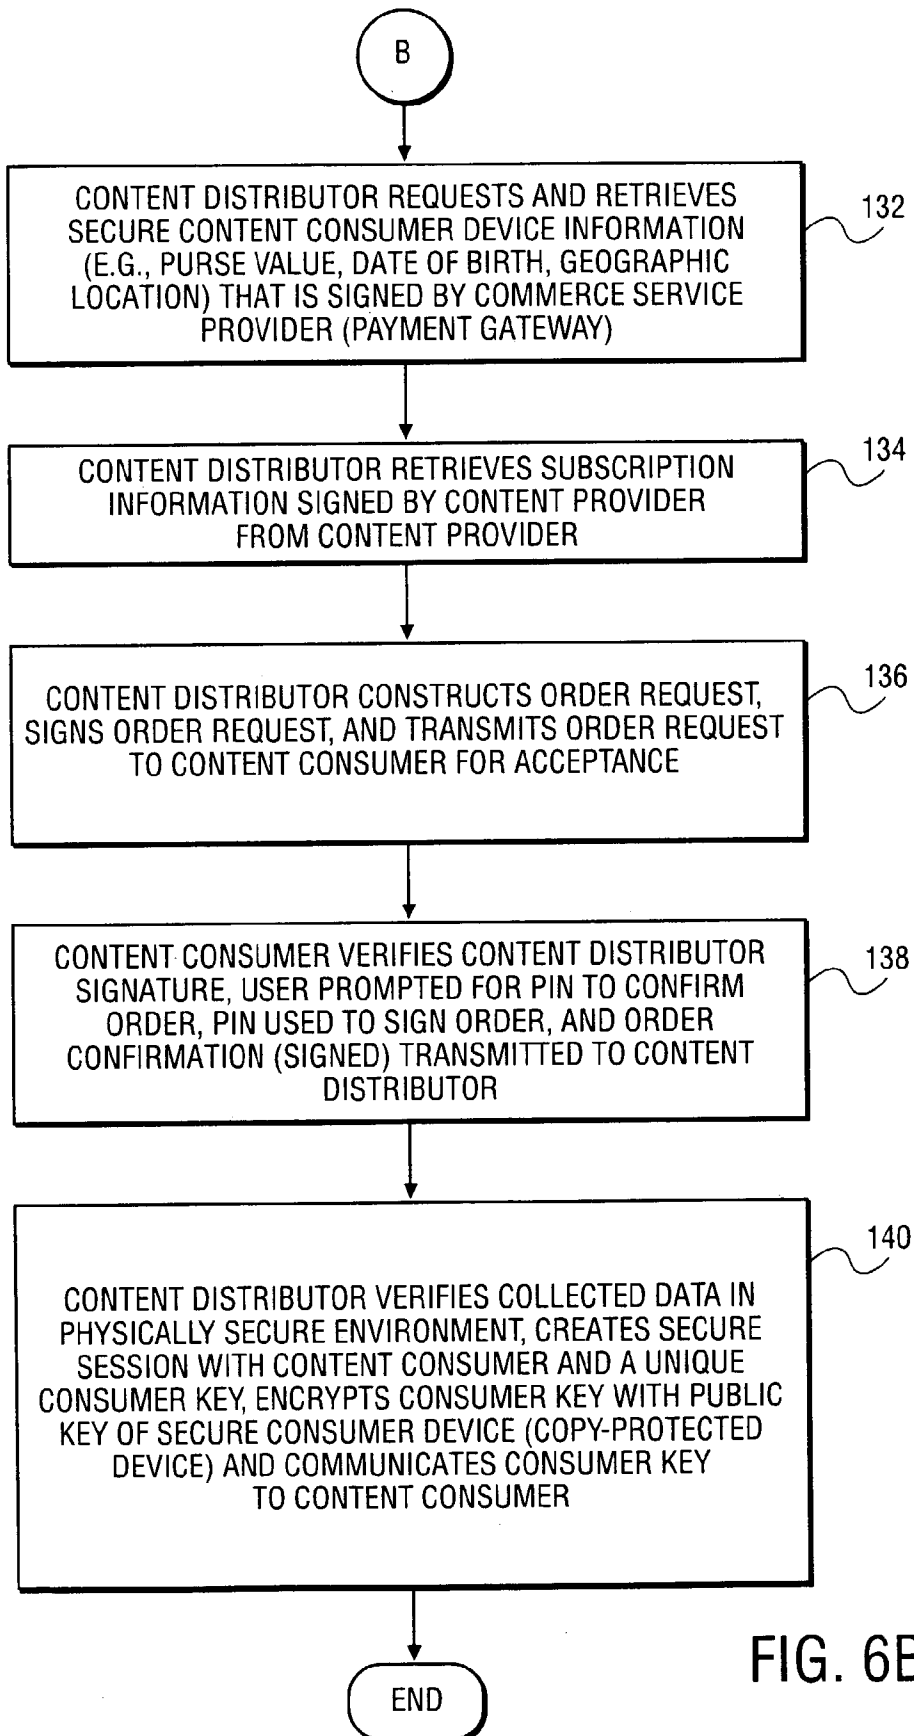 B
CONTENT DISTRIBUTOR REQUESTS AND RETRIEVES
SECURE CONTENT CONSUMER DEVICE INFORMATION
(E.G., PURSE VALUE, DATE OF BIRTH, GEOGRAPHIC
LOCATION) THAT IS SIGNED BY COMMERCE SERVICE
PROVIDER (PAYMENT GATEWAY)
132
CONTENT DISTRIBUTOR RETRIEVES SUBSCRIPTION
INFORMATION SIGNED BY CONTENT PROVIDER
FROM CONTENT PROVIDER
134
CONTENT DISTRIBUTOR CONSTRUCTS ORDER REQUEST,
SIGNS ORDER REQUEST, AND TRANSMITS ORDER REQUEST
TO CONTENT CONSUMER FOR ACCEPTANCE
136
CONTENT CONSUMER VERIFIES CONTENT DISTRIBUTOR
SIGNATURE, USER PROMPTED FOR PIN TO CONFIRM
ORDER, PIN USED TO SIGN ORDER, AND ORDER
CONFIRMATION (SIGNED) TRANSMITTED TO CONTENT
DISTRIBUTOR
138
CONTENT DISTRIBUTOR VERIFIES COLLECTED DATA IN
PHYSICALLY SECURE ENVIRONMENT, CREATES SECURE
SESSION WITH CONTENT CONSUMER AND A UNIQUE
CONSUMER KEY, ENCRYPTS CONSUMER KEY WITH PUBLIC
KEY OF SECURE CONSUMER DEVICE (COPY-PROTECTED
DEVICE) AND COMMUNICATES CONSUMER KEY
TO CONTENT CONSUMER
140
END
FIG. 6B